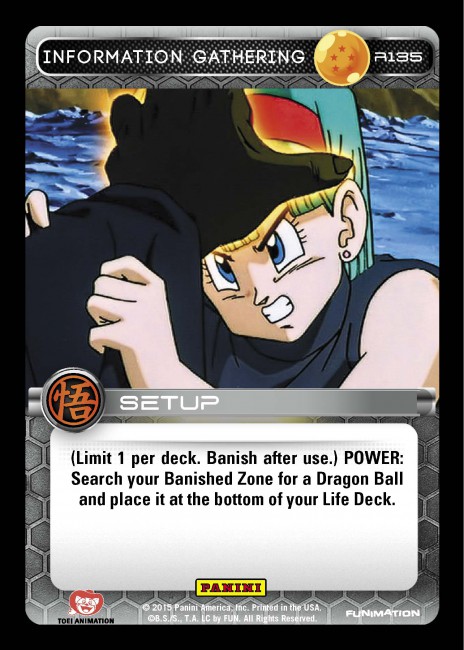 INFORMATION GATHERING R135
悟 SETUP
(Limit 1 per deck. Banish after use.) POWER:
Search your Banished Zone for a Dragon Ball
and place it at the bottom of your Life Deck.
PANINI
TOEI ANIMATION
© 2015 Panini America, Inc. Printed in the USA.
©B.S./S., T.A. LC by FUN. All Rights Reserved.
FUNIMATION